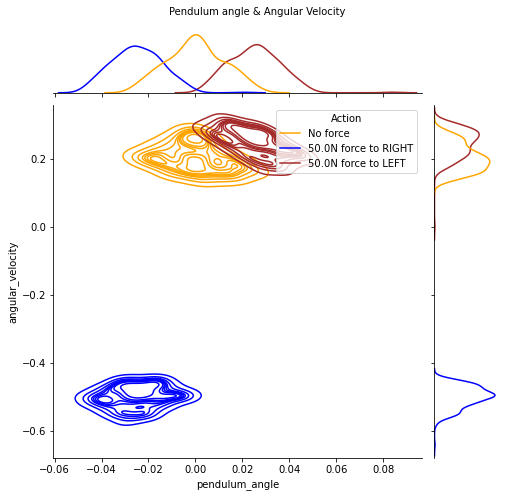 Pendulum angle & Angular Velocity
Action
No force
50.0N force to RIGHT
50.0N force to LEFT
0.2
0.0
−0.2
−0.4
−0.6
angular_velocity
−0.06 −0.04 −0.02 0.00 0.02 0.04 0.06 0.08
pendulum_angle